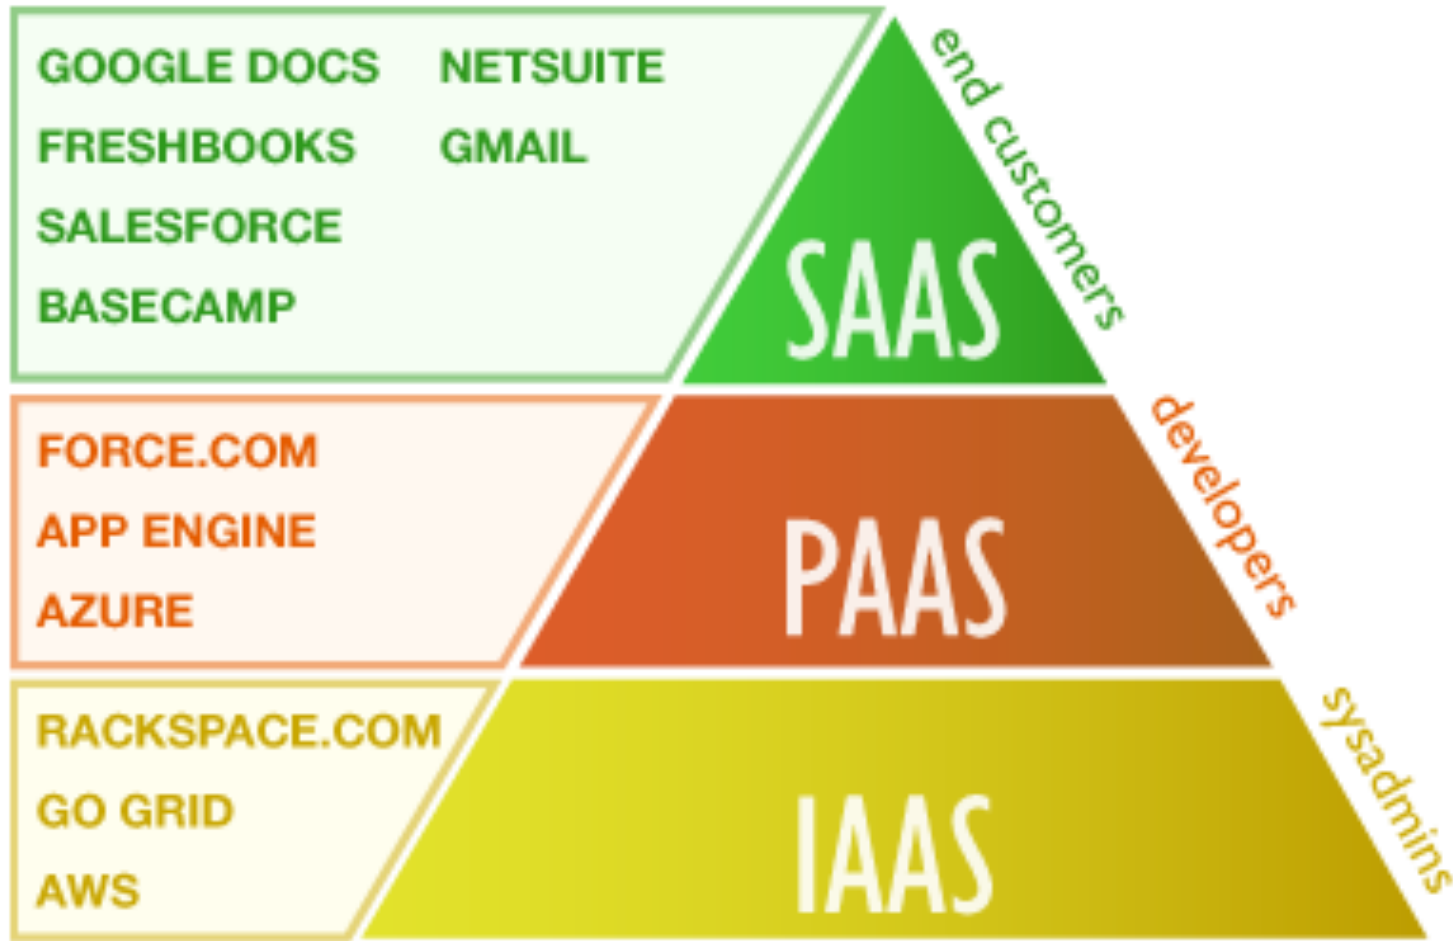 GOOGLE DOCS NETSUITE
FRESHBOOKS GMAIL
SALESFORCE
BASECAMP
SAAS
end customers
FORCE.COM
APP ENGINE
AZURE
PAAS
developers
RACKSPACE.COM
GO GRID
AWS
IAAS
sysadmins